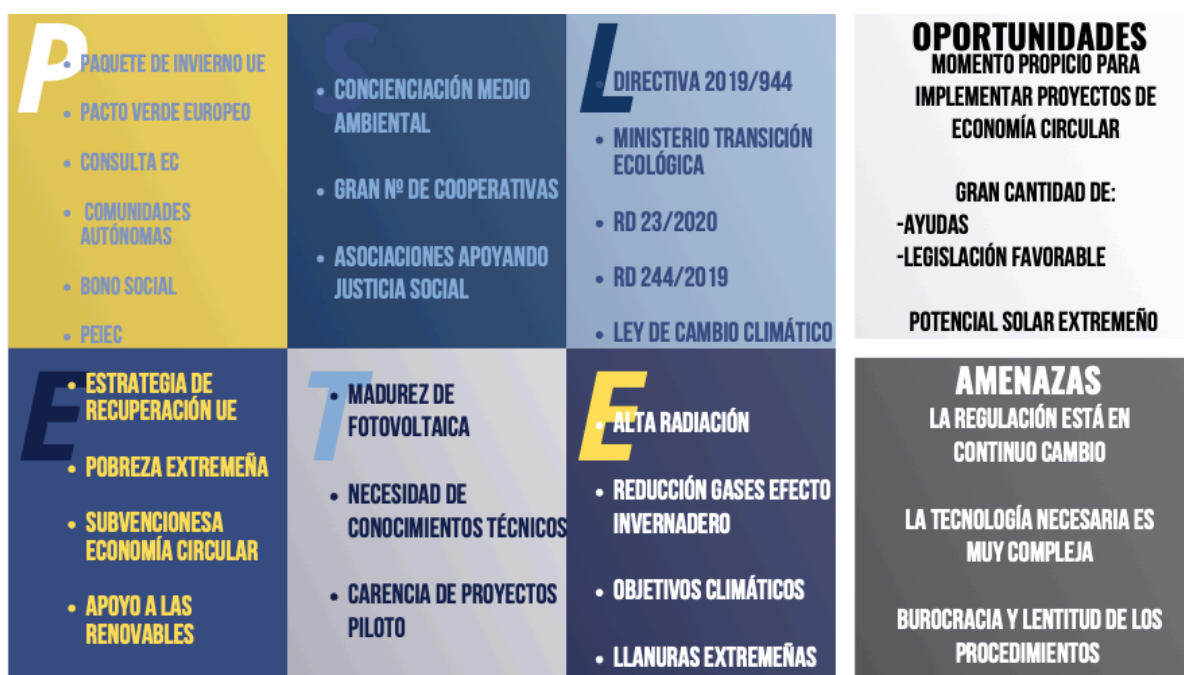 P
• PAQUETE DE INVIERNO UE
• PACTO VERDE EUROPEO
• CONSULTA EC
• COMUNIDADES
AUTÓNOMAS
• BONO SOCIAL
• PEIEC
S
• CONCIENCIACIÓN MEDIO
AMBIENTAL
• GRAN Nº DE COOPERATIVAS
• ASOCIACIONES APOYANDO
JUSTICIA SOCIAL
L
• DIRECTIVA 2019/944
• MINISTERIO TRANSICIÓN
ECOLÓGICA
• RD 23/2020
• RD 244/2019
• LEY DE CAMBIO CLIMÁTICO
OPORTUNIDADES
MOMENTO PROPICIO PARA
IMPLEMENTAR PROYECTOS DE
ECONOMÍA CIRCULAR
GRAN CANTIDAD DE:
-AYUDAS
-LEGISLACIÓN FAVORABLE
POTENCIAL SOLAR EXTREMEÑO
E
• ESTRATEGIA DE
RECUPERACIÓN UE
• POBREZA EXTREMEÑA
• SUBVENCIONESA
ECONOMÍA CIRCULAR
• APOYO A LAS
RENOVABLES
T
• MADUREZ DE
FOTOVOLTAICA
• NECESIDAD DE
CONOCIMIENTOS TÉCNICOS
• CARENCIA DE PROYECTOS
PILOTO
E
• ALTA RADIACIÓN
• REDUCCIÓN GASES EFECTO
INVERNADERO
• OBJETIVOS CLIMÁTICOS
• LLANURAS EXTREMEÑAS
AMENAZAS
LA REGULACIÓN ESTÁ EN
CONTINUO CAMBIO
LA TECNOLOGÍA NECESARIA ES
MUY COMPLEJA
BUROCRACIA Y LENTITUD DE LOS
PROCEDIMIENTOS